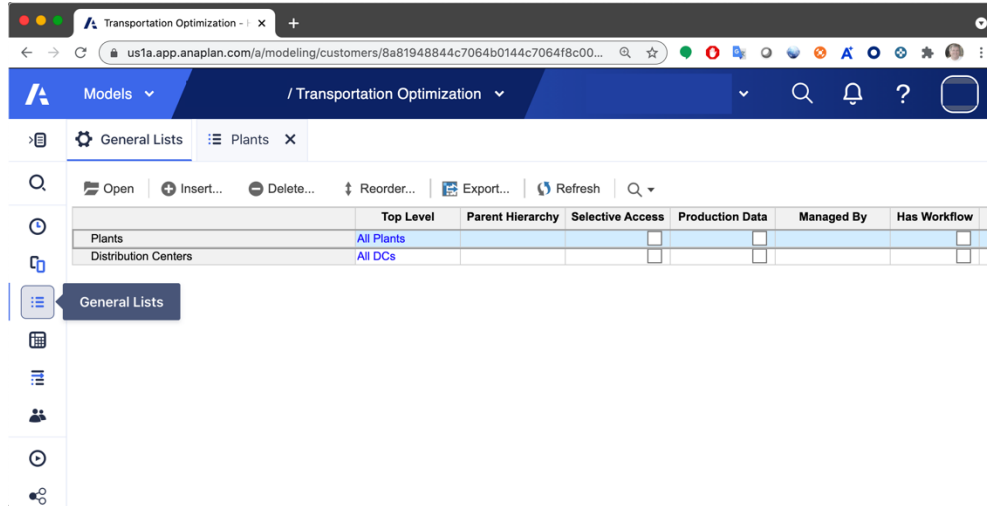 Transportation Optimization -
us1a.app.anaplan.com/a/modeling/customers/8a81948844c7064b0144c7064f8c00...
Models / Transportation Optimization
General Lists Plants
Open Insert... Delete... Reorder... Export... Refresh
Top Level Parent Hierarchy Selective Access Production Data Managed By Has Workflow
Plants All Plants
Distribution Centers All DCs
General Lists